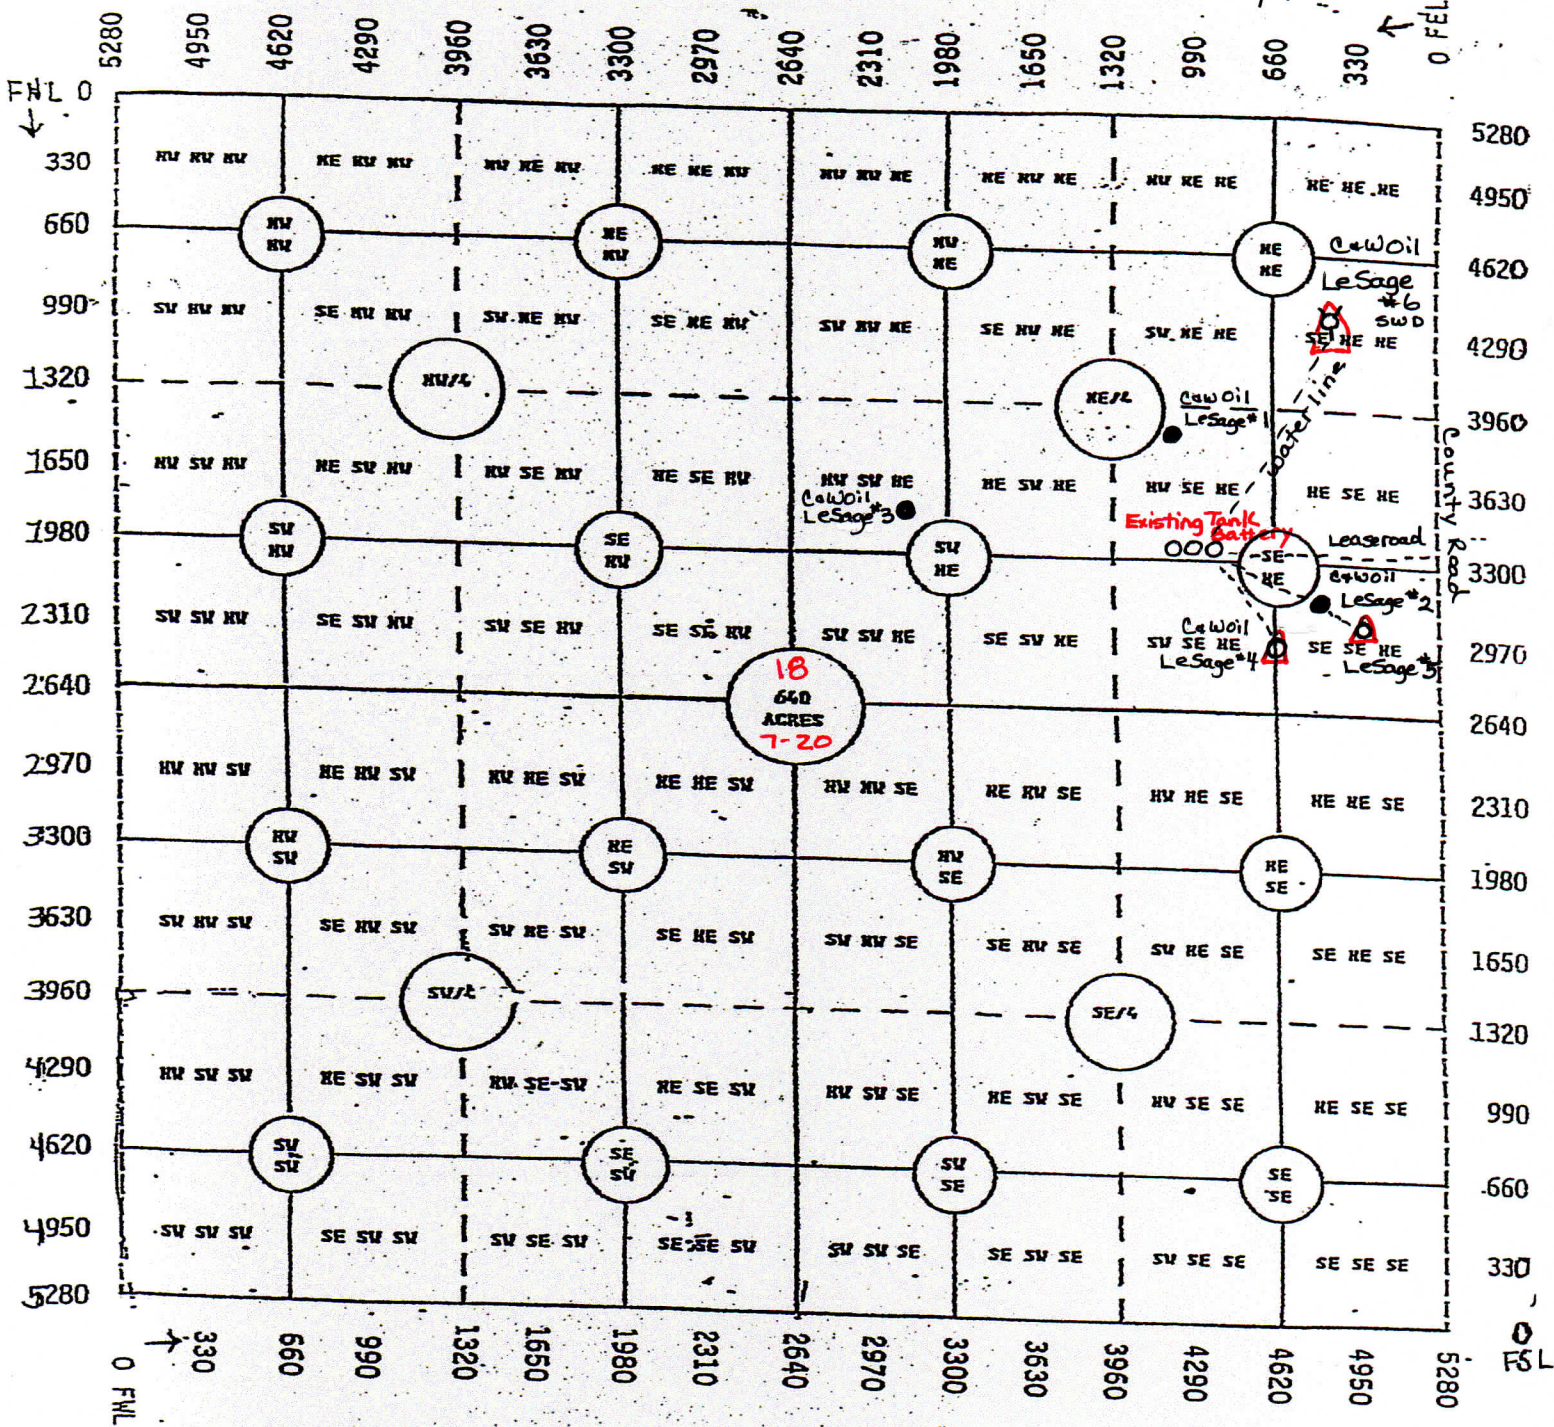 0 FEL
5280 4950 4620 4290 3960 3630 3300 2970 2640 2310 1980 1650 1320 990 660 330
FNL 0
5280
330
NW NW NW NE NW NW NW NE NW NE NE NW NW NW NE NE NW NE NW NE NE NE NE NE
4950
660
NW
NW
NE
NW
NW
NE
NE
NE
C&W Oil
4620
LeSage
#6
SWD
990
SW NW NW SE NW NW SW NE NW SE NE NW SW NW NE SE NW NE SW NE NE SE NE NE
4290
1320
NW/4
NE/4
C&W Oil
LeSage #1
3960
Water line
County Road
1650
NW SW NW NE SW NW NW SE NW NE SE NW NW SW NE NE SW NE NW SE NE NE SE NE
3630
C&W Oil
LeSage #3
Existing Tank
Battery
1980
SW
NW
SE
NW
SW
NE
SE
NE
Lease road
3300
C&W Oil
LeSage #2
2310
SW SW NW SE SW NW SW SE NW SE SE NW SW SW NE SE SW NE SW SE NE SE SE NE
2970
C&W Oil
LeSage #4
LeSage #5
2640
18
640
ACRES
7-20
2640
2970
NW NW SW NE NW SW NW NE SW NE NE SW NW NW SE NE NW SE NW NE SE NE NE SE
2310
3300
NW
SW
NE
SW
NW
SE
NE
SE
1980
3630
SW NW SW SE NW SW SW NE SW SE NE SW SW NW SE SE NW SE SW NE SE SE NE SE
1650
3960
SW/4
SE/4
1320
4290
NW SW SW NE SW SW NW SE-SW NE SE SW NW SW SE NE SW SE NW SE SE NE SE SE
990
4620
SW
SW
SE
SW
SW
SE
SE
SE
660
4950
SW SW SW SE SW SW SW SE SW SE SE SW SW SW SE SE SW SE SW SE SE SE SE SE
330
5280
0
FSL
0 FWL
330 660 990 1320 1650 1980 2310 2640 2970 3300 3630 3960 4290 4620 4950 5280